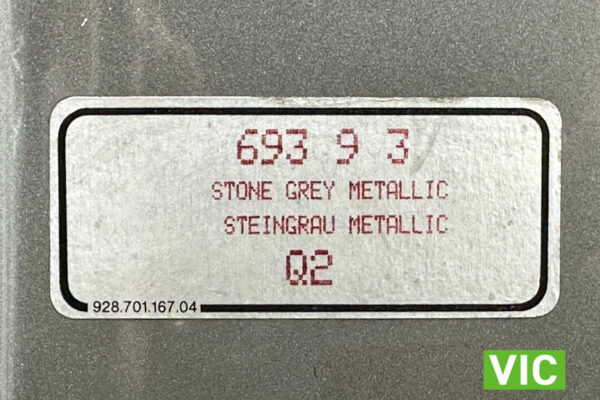 693 9 3
STONE GREY METALLIC
STEINGRAU METALLIC
Q2
928.701.167.04
VIC